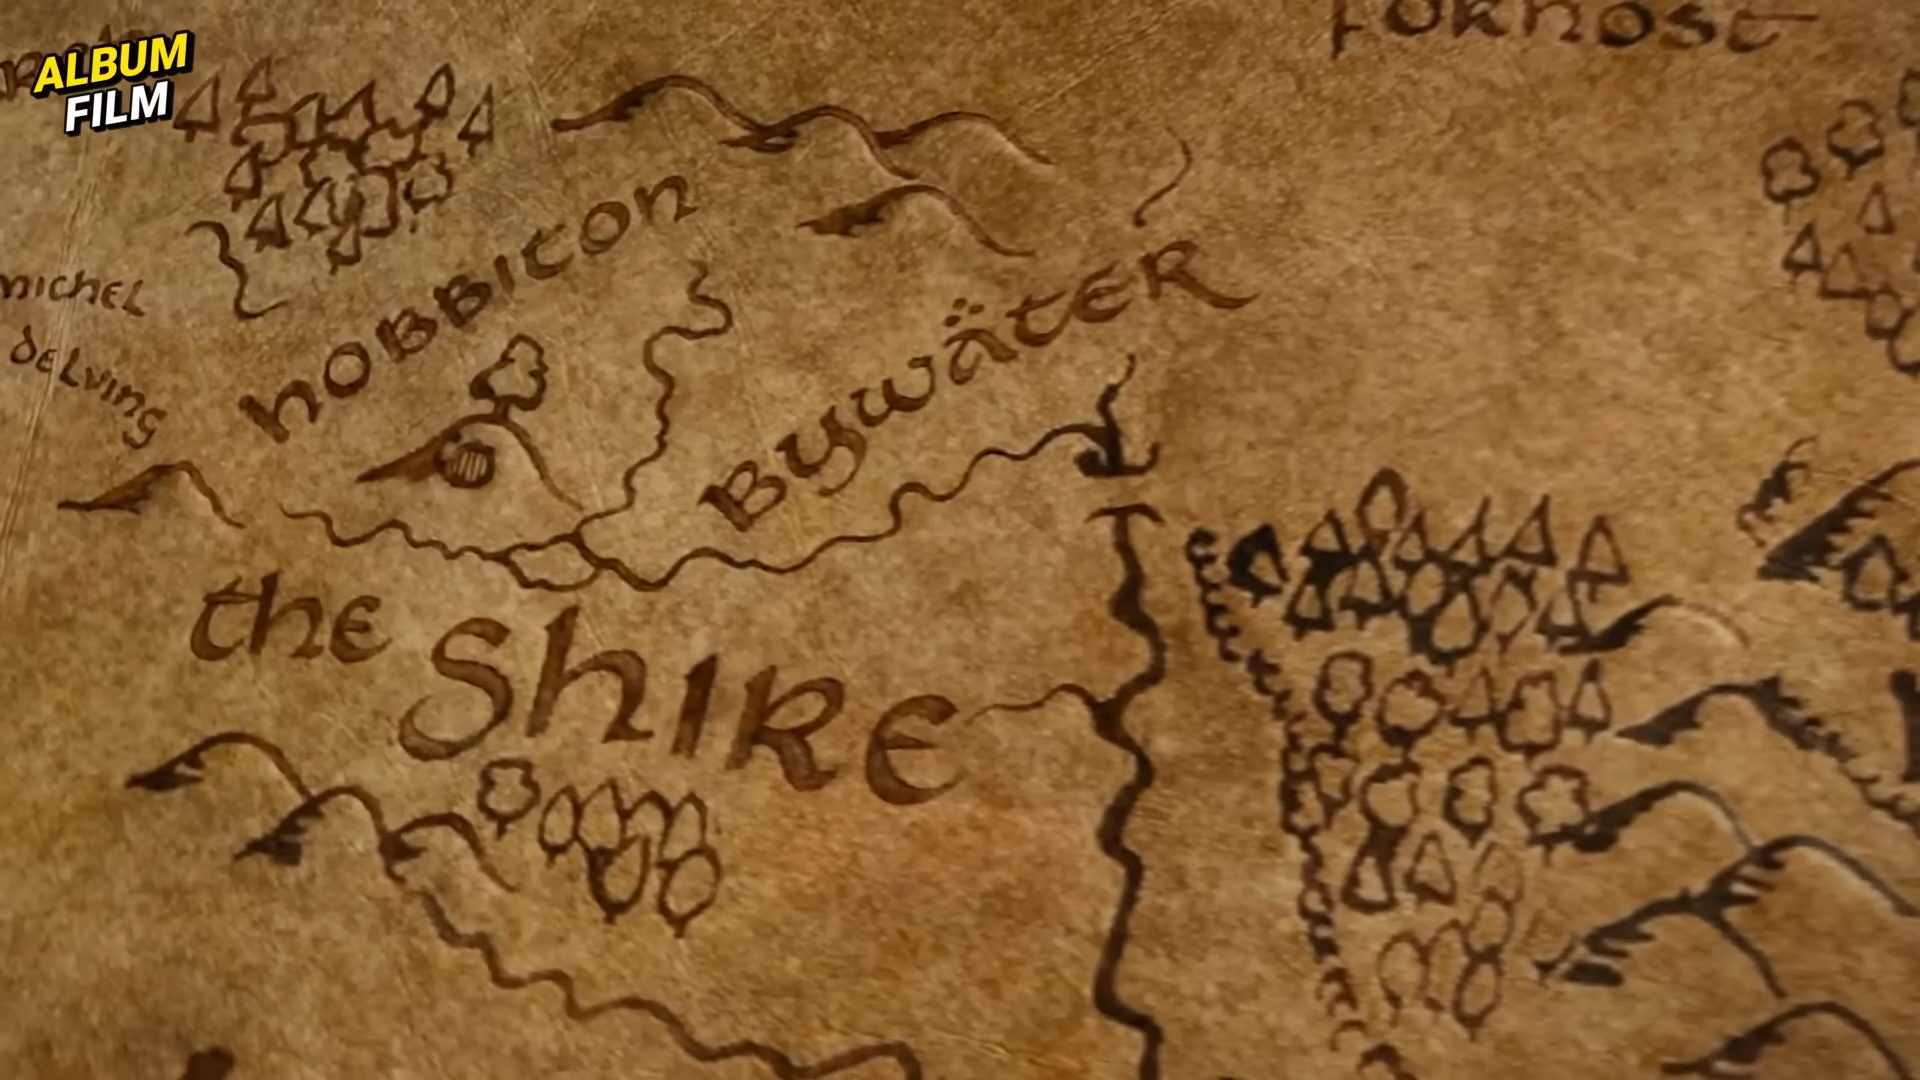 ALBUM
FILM
FORNOST
MICHEL
DELVING
HOBBITON
BYWÄTER
the SHIRE